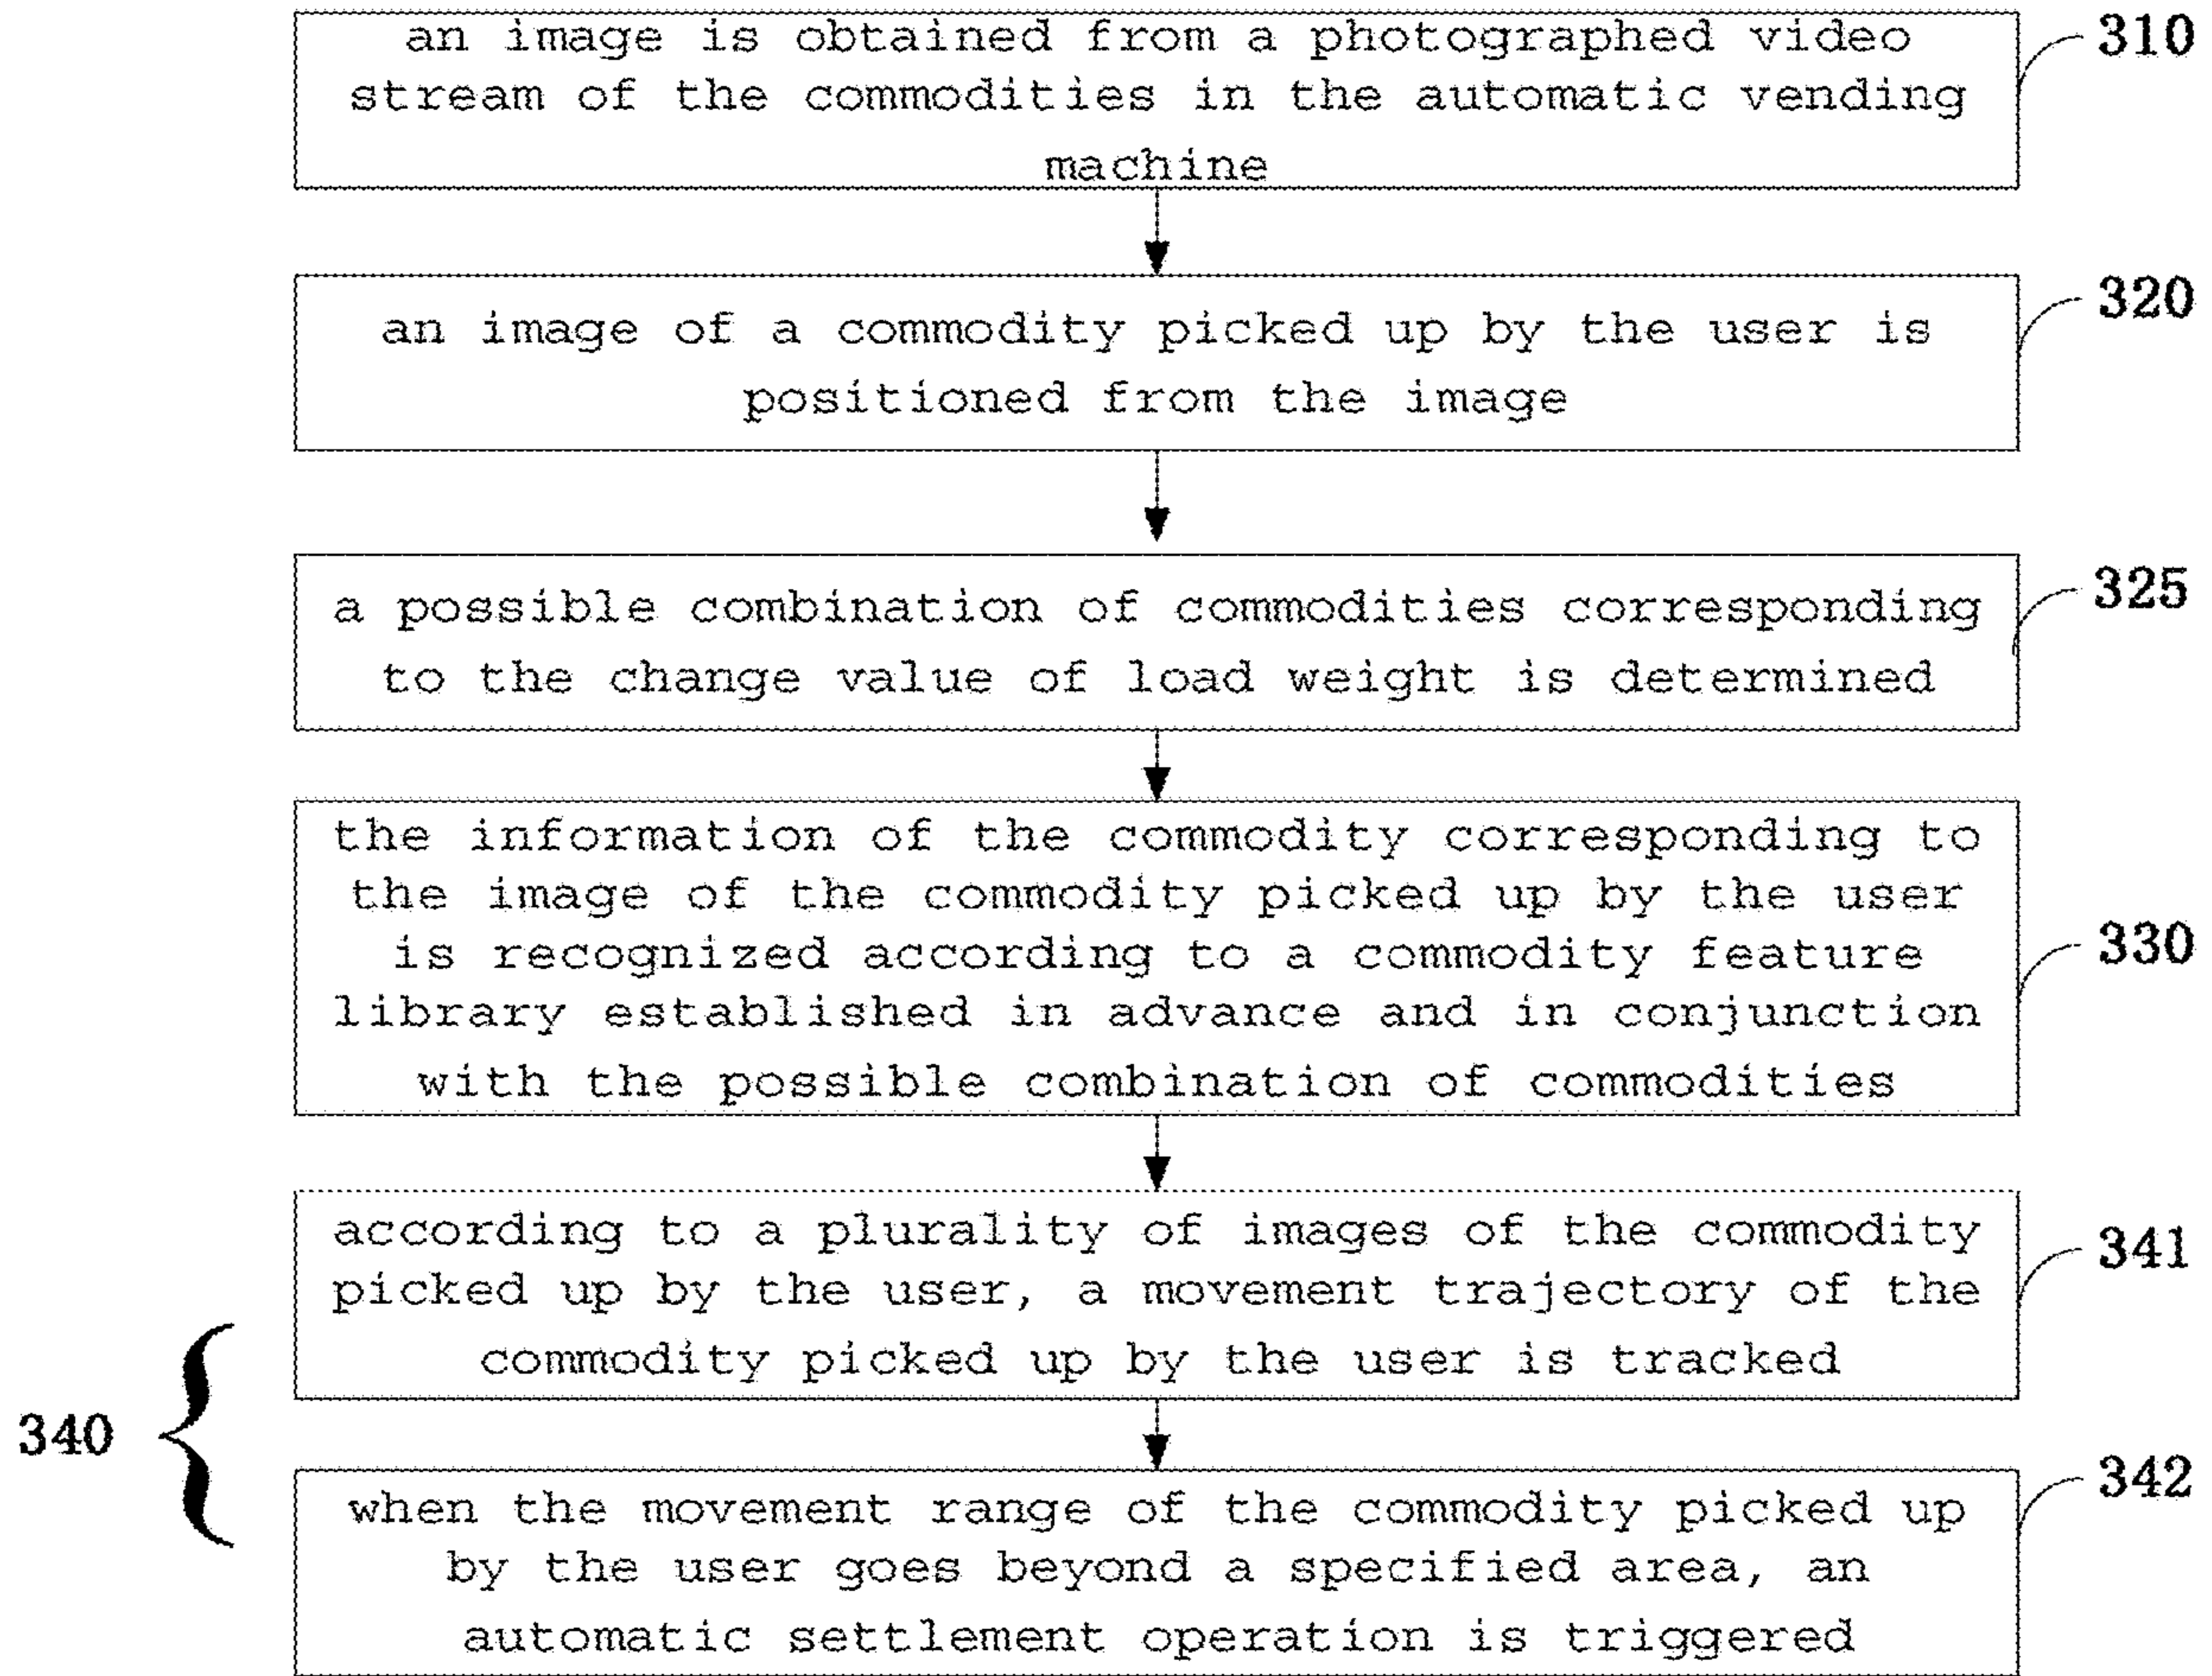 an image is obtained from a photographed video
stream of the commodities in the automatic vending
machine
310
an image of a commodity picked up by the user is
positioned from the image
320
a possible combination of commodities corresponding
to the change value of load weight is determined
325
the information of the commodity corresponding to
the image of the commodity picked up by the user
is recognized according to a commodity feature
library established in advance and in conjunction
with the possible combination of commodities
330
340
according to a plurality of images of the commodity
picked up by the user, a movement trajectory of the
commodity picked up by the user is tracked
341
when the movement range of the commodity picked up
by the user goes beyond a specified area, an
automatic settlement operation is triggered
342